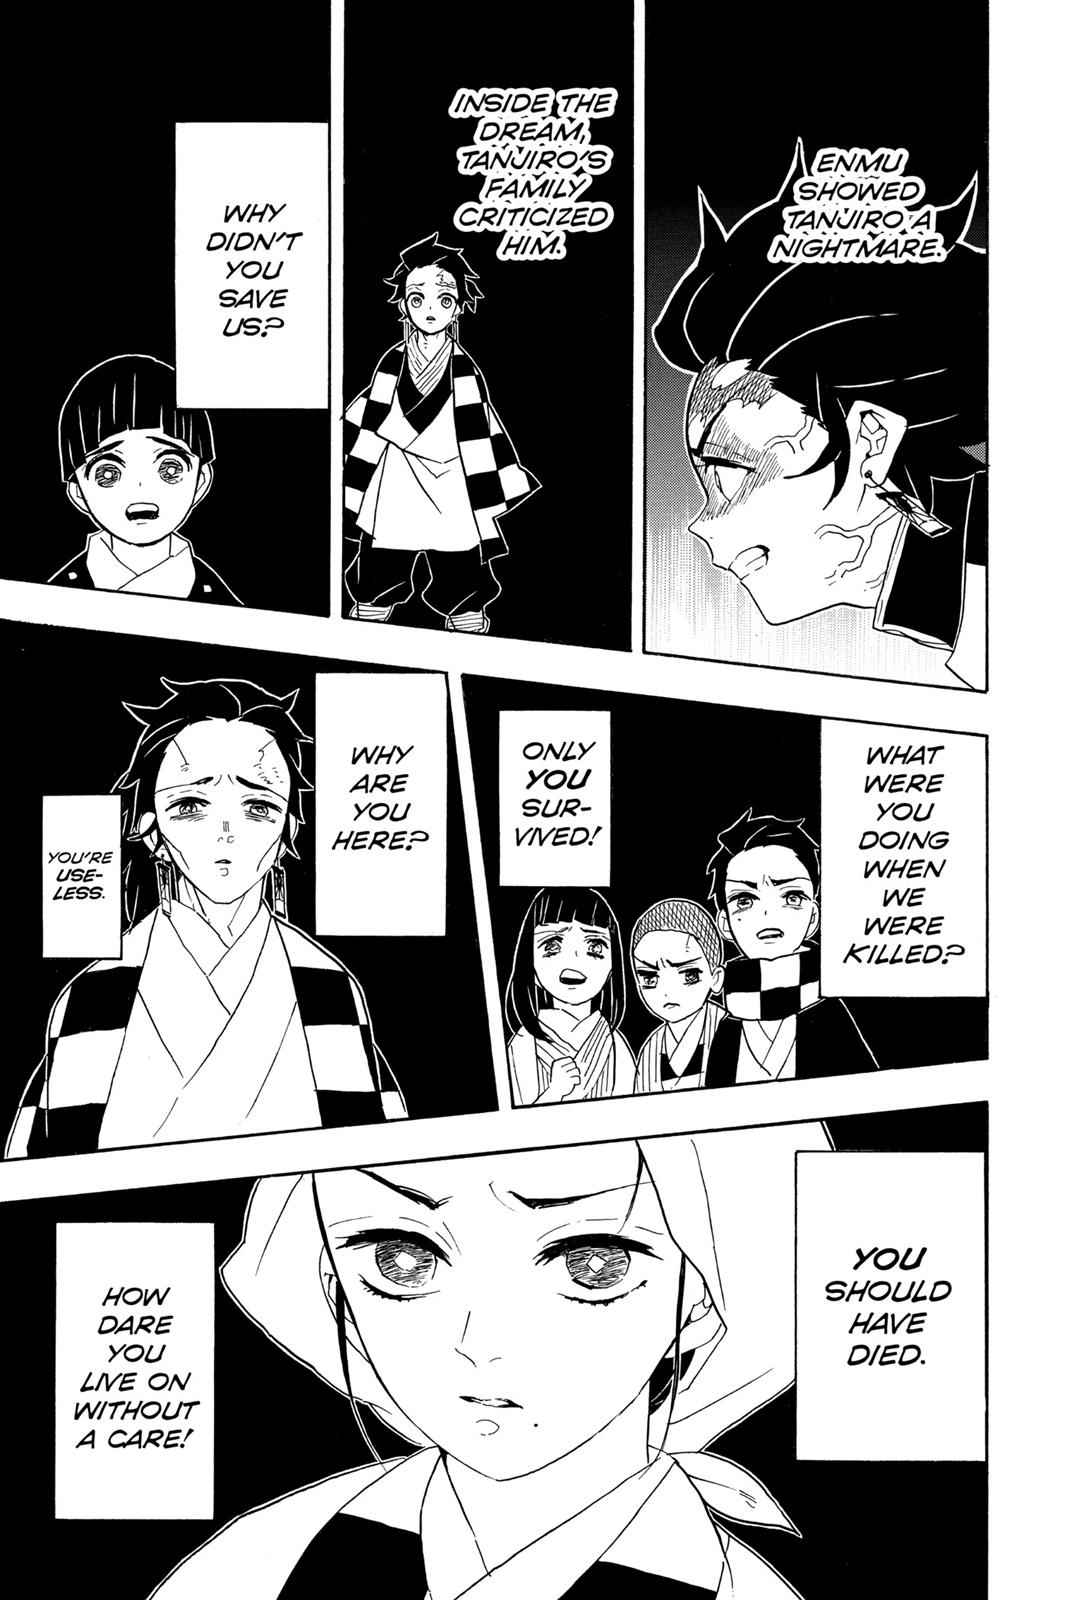 ENMU
SHOWED
TANJIRO A
NIGHTMARE.
INSIDE THE
DREAM,
TANJIRO'S
FAMILY
CRITICIZED
HIM.
WHY
DIDN'T
YOU
SAVE
US?
WHAT
WERE
YOU
DOING
WHEN
WE
WERE
KILLED?
ONLY
YOU
SUR-
VIVED!
WHY
ARE
YOU
HERE?
YOU'RE
USE-
LESS.
YOU
SHOULD
HAVE
DIED.
HOW
DARE
YOU
LIVE ON
WITHOUT
A CARE!